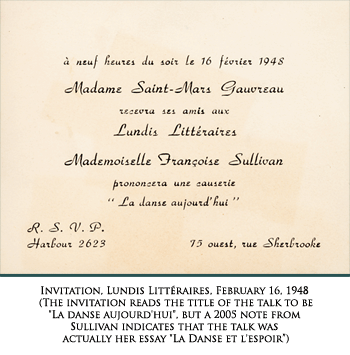 à neuf heures du soir le 16 février 1948
Madame Saint-Mars Gauvreau
recevra ses amis aux
Lundis Littéraires
Mademoiselle Françoise Sullivan
prononcera une causerie
" La danse aujourd'hui "
R. S. V. P.
Harbour 2623
75 ouest, rue Sherbrooke
Invitation, Lundis Littéraires, February 16, 1948
(The invitation reads the title of the talk to be
"La danse aujourd'hui", but a 2005 note from
Sullivan indicates that the talk was
actually her essay "La Danse et l'espoir")